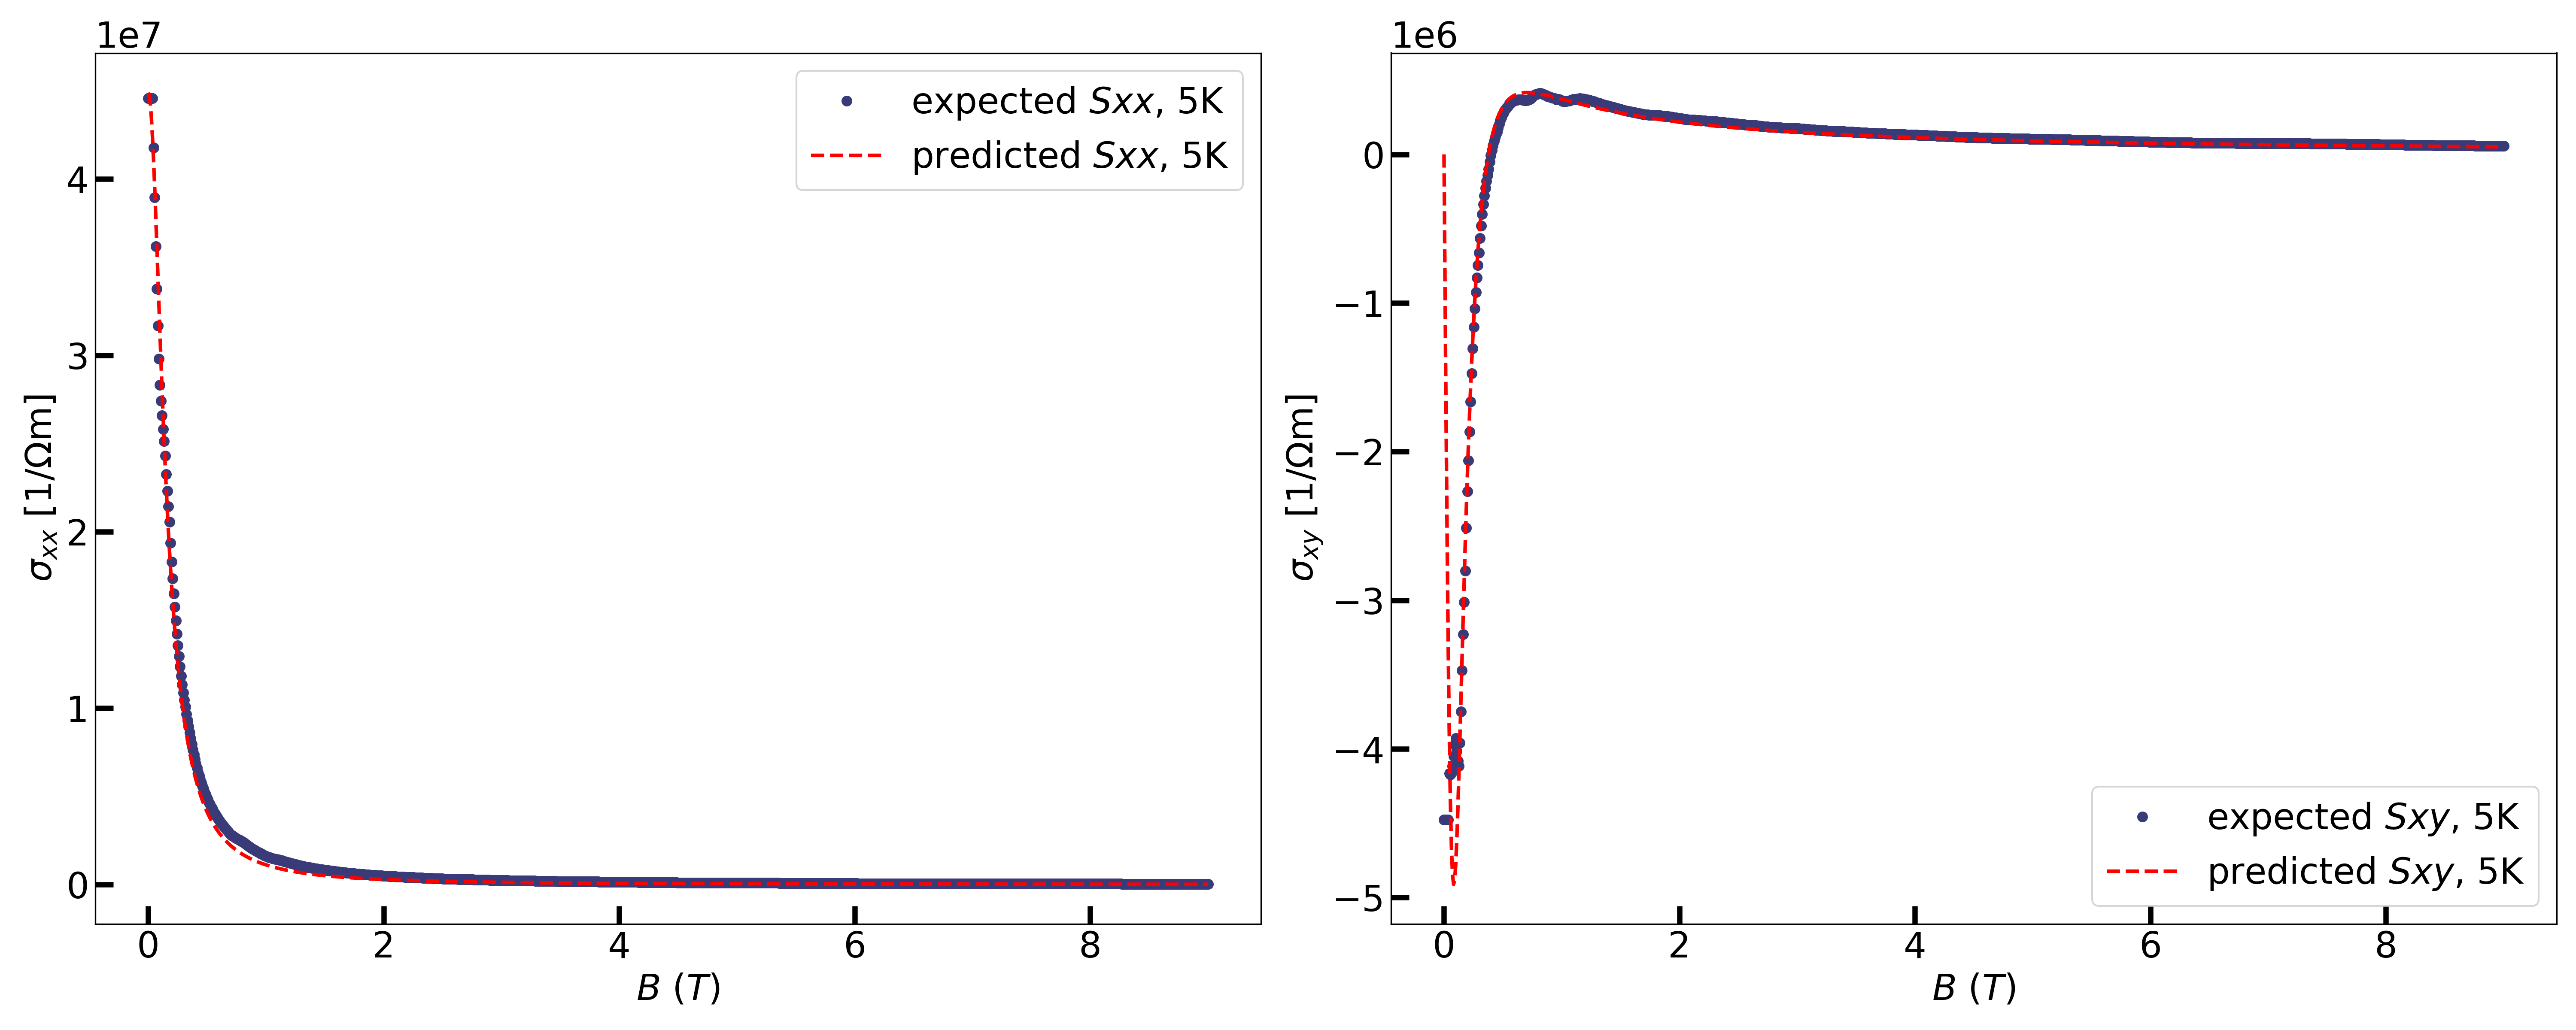 1e7
expected Sxx, 5K
predicted Sxx, 5K
4
3
2
1
0
σxx [1/Ωm]
0 2 4 6 8
B (T)
1e6
0
−1
−2
−3
−4
−5
σxy [1/Ωm]
expected Sxy, 5K
predicted Sxy, 5K
0 2 4 6 8
B (T)